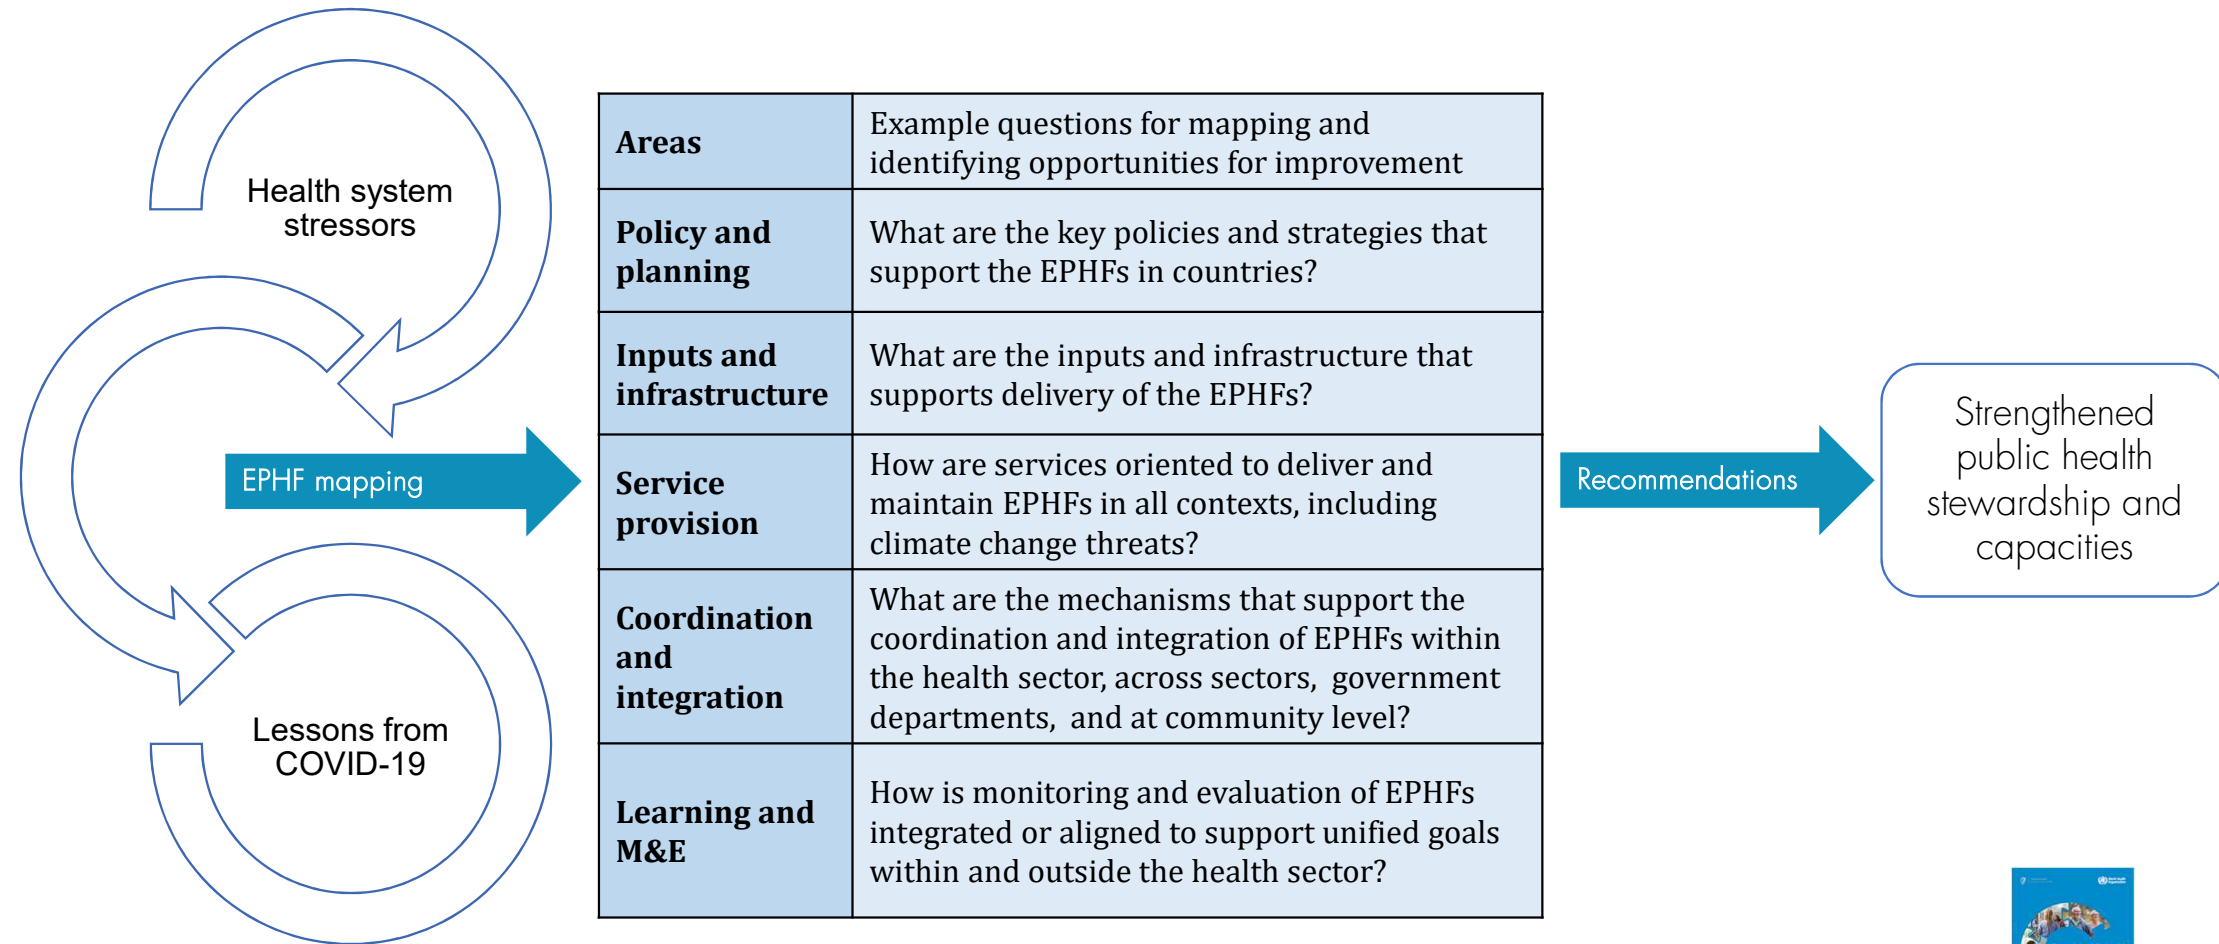 Health system
stressors
EPHF mapping
Lessons from
COVID-19
Areas
Example questions for mapping and
identifying opportunities for improvement
Policy and
planning
What are the key policies and strategies that
support the EPHFs in countries?
Inputs and
infrastructure
What are the inputs and infrastructure that
supports delivery of the EPHFs?
Service
provision
How are services oriented to deliver and
maintain EPHFs in all contexts, including
climate change threats?
Coordination
and
integration
What are the mechanisms that support the
coordination and integration of EPHFs within
the health sector, across sectors, government
departments, and at community level?
Learning and
M&E
How is monitoring and evaluation of EPHFs
integrated or aligned to support unified goals
within and outside the health sector?
Recommendations
Strengthened
public health
stewardship and
capacities
World Health
Organization